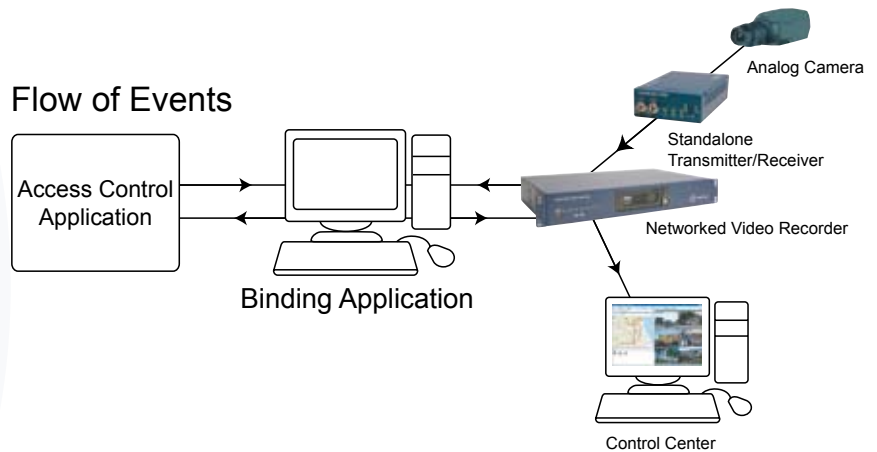 Analog Camera
Flow of Events
Standalone
Transmitter/Receiver
Access Control
Application
Networked Video Recorder
Binding Application
Control Center